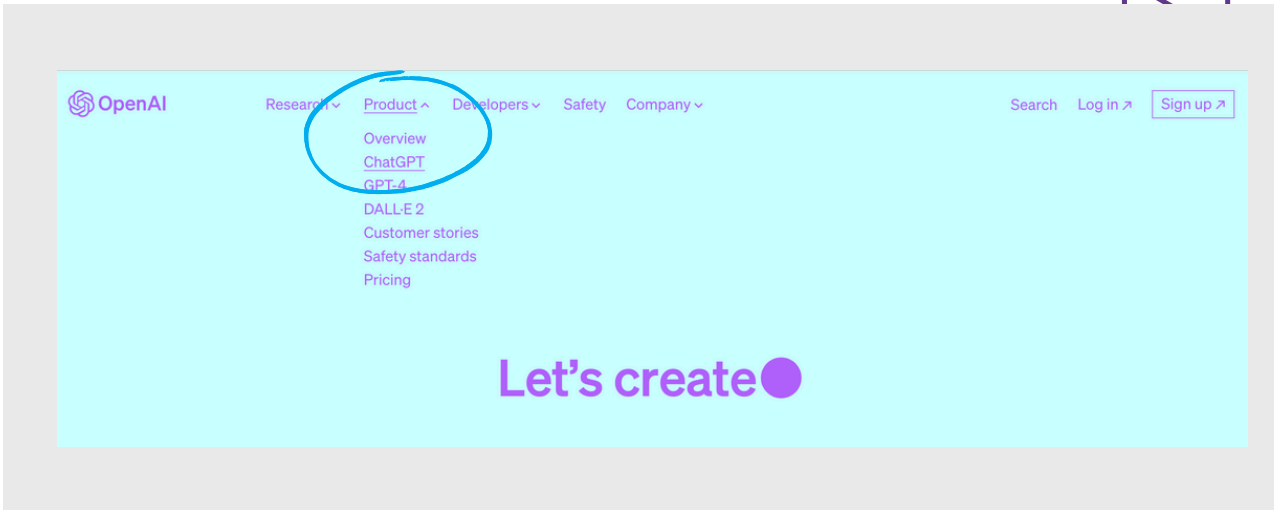 OpenAI Research Product Developers Safety Company Search Log in Sign up
Overview
ChatGPT
GPT-4
DALL·E 2
Customer stories
Safety standards
Pricing
Let's create